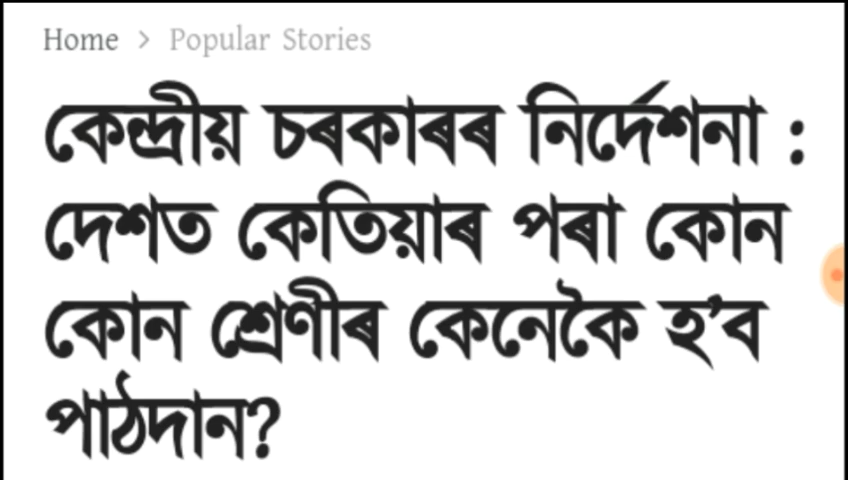 Home > Popular Stories
কেন্দ্ৰীয় চৰকাৰৰ নিৰ্দেশনা :
দেশত কেতিয়াৰ পৰা কোন
কোন শ্ৰেণীৰ কেনেকৈ হ’ব
পাঠদান?